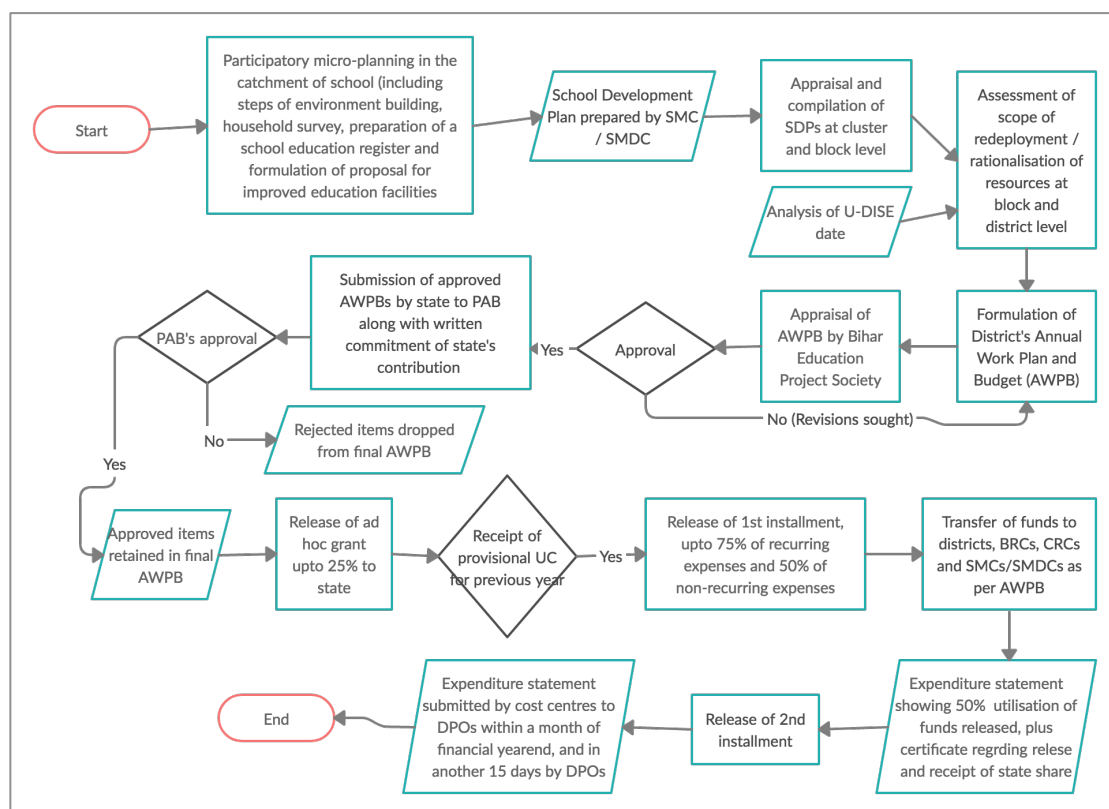 Start
Participatory micro-planning in the
catchment of school (including
steps of environment building,
household survey, preparation of a
school education register and
formulation of proposal for
improved education facilities
School Development
Plan prepared by SMC
/ SMDC
Appraisal and
compilation of
SDPs at cluster
and block level
Assessment of
scope of
redeployment /
rationalisation of
resources at
block and
district level
Analysis of U-DISE
date
Formulation of
District's Annual
Work Plan and
Budget (AWPB)
Appraisal of
AWPB by Bihar
Education
Project Society
Approval
No (Revisions sought)
Yes
Submission of approved
AWPBs by state to PAB
along with written
commitment of state's
contribution
PAB's approval
No
Rejected items dropped
from final AWPB
Yes
Approved items
retained in final
AWPB
Release of ad
hoc grant
upto 25% to
state
Receipt of
provisional UC
for previous year
Yes
Release of 1st installment,
upto 75% of recurring
expenses and 50% of
non-recurring expenses
Transfer of funds to
districts, BRCs, CRCs
and SMCs/SMDCs as
per AWPB
Expenditure statement
showing 50% utilisation of
funds released, plus
certificate regrding relese
and receipt of state share
Release of 2nd
installment
Expenditure statement
submitted by cost centres to
DPOs within a month of
financial yearend, and in
another 15 days by DPOs
End